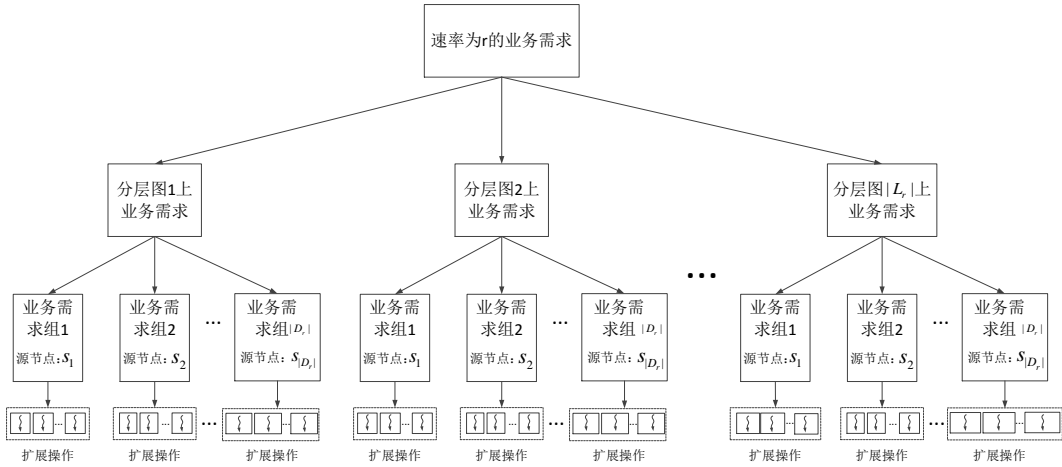 速率为r的业务需求
分层图1上
业务需求
分层图2上
业务需求
分层图|L_r|上
业务需求
...
业务需
求组1
源节点:S_1
业务需
求组2
源节点:S_2
...
业务需
求组|D_r|
源节点:S_{|D_r|}
业务需
求组1
源节点:S_1
业务需
求组2
源节点:S_2
...
业务需
求组|D_r|
源节点:S_{|D_r|}
业务需
求组1
源节点:S_1
业务需
求组2
源节点:S_2
...
业务需
求组|D_r|
源节点:S_{|D_r|}
... ... ... ... ... ... ... ... ... ... ... ...
扩展操作 扩展操作 扩展操作 扩展操作 扩展操作 扩展操作 扩展操作 扩展操作 扩展操作